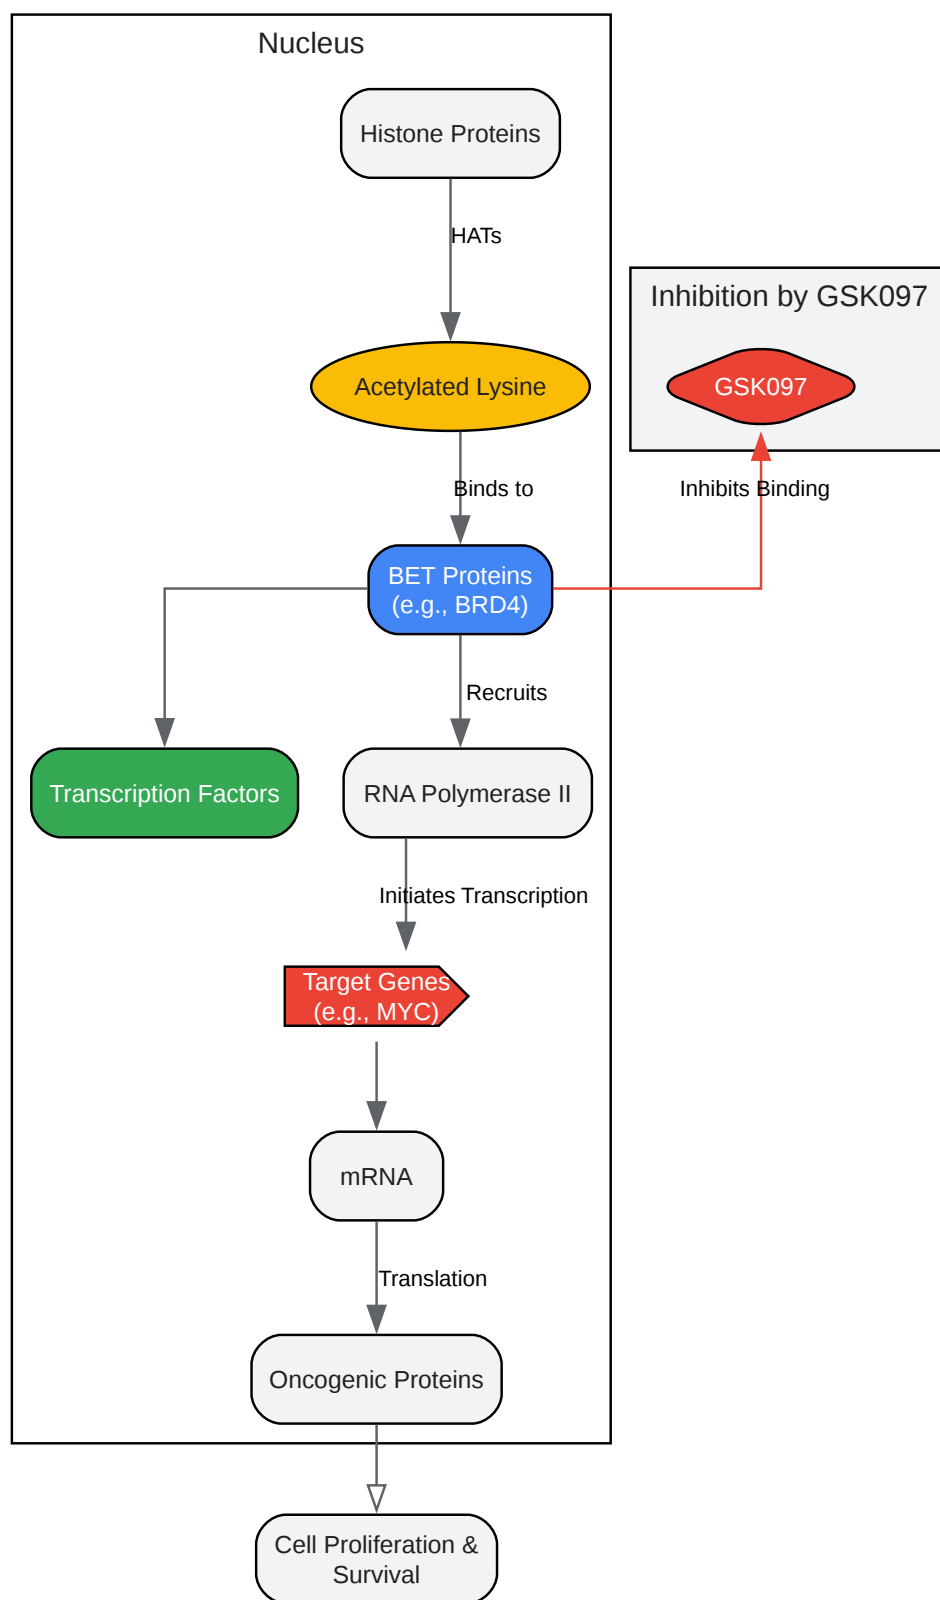 Nucleus
Histone Proteins
HATs
Inhibition by GSK097
Acetylated Lysine
GSK097
Binds to
Inhibits Binding
BET Proteins
(e.g., BRD4)
Recruits
Transcription Factors
RNA Polymerase II
Initiates Transcription
Target Genes
(e.g., MYC)
mRNA
Translation
Oncogenic Proteins
Cell Proliferation &
Survival